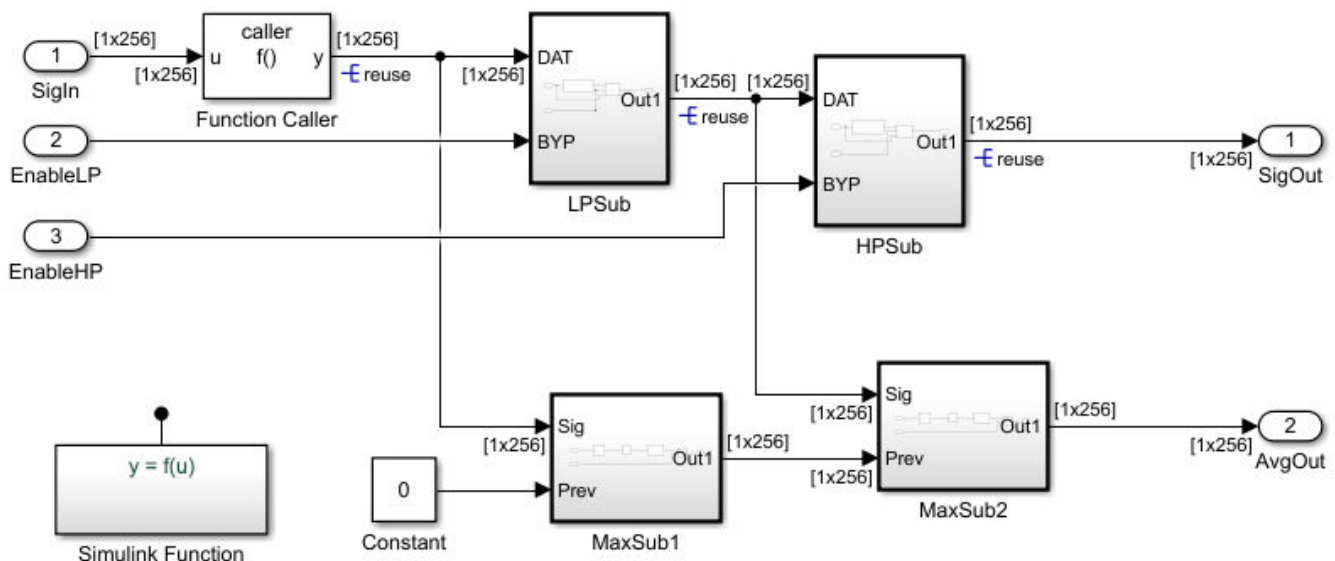 1
[1x256]
[1x256]
SigIn
caller
u f() y
Function Caller
[1x256]
reuse
[1x256]
DAT
Out1
BYP
LPSub
[1x256]
[1x256]
reuse
DAT
Out1
BYP
HPSub
[1x256]
reuse
[1x256]
1
SigOut
2
EnableLP
3
EnableHP
y = f(u)
Simulink Function
0
Constant
[1x256]
Sig
Out1
Prev
MaxSub1
[1x256]
[1x256]
[1x256]
Sig
Out1
Prev
MaxSub2
[1x256]
[1x256]
2
AvgOut